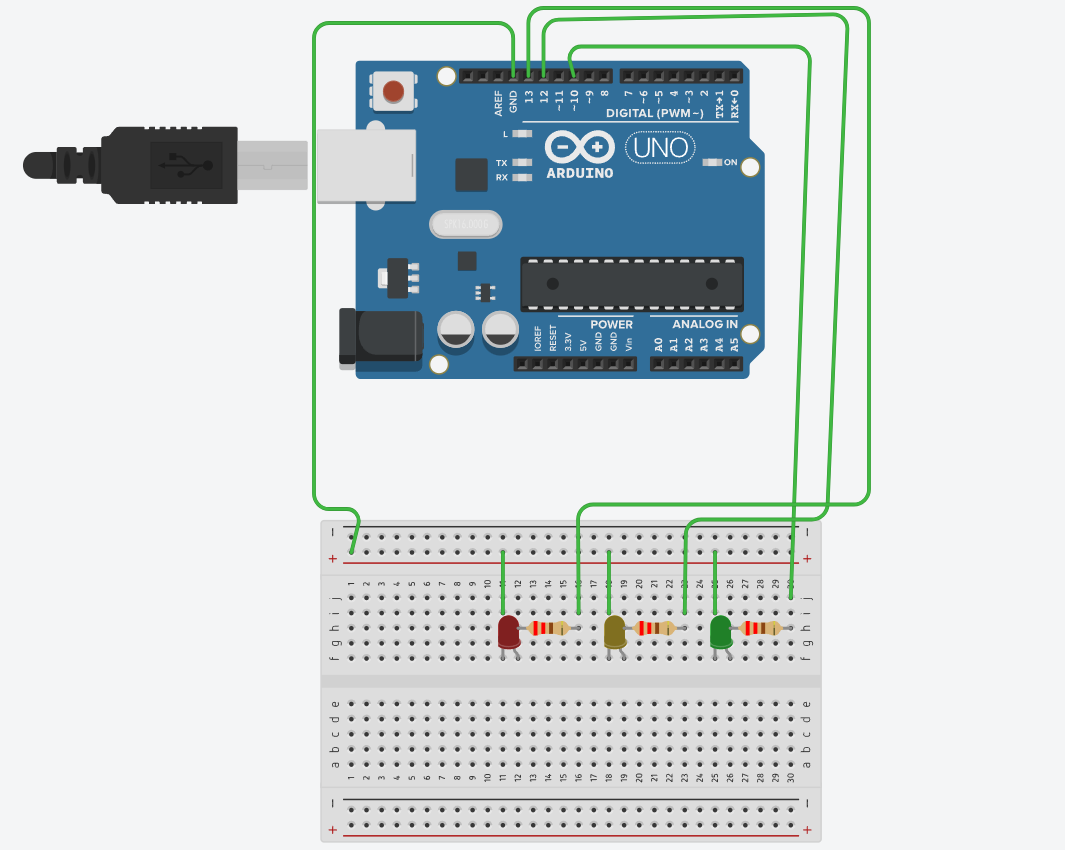 AREF
GND
13
12
~11
~10
~9
8
7
~6
~5
4
~3
2
TX→1
RX←0
DIGITAL (PWM~)
L
TX
RX
ARDUINO
UNO
ON
POWER
ANALOG IN
IOREF
RESET
3.3V
5V
GND
GND
Vin
A0
A1
A2
A3
A4
A5
− −
+ +
1 2 3 4 5 6 7 8 9 10 11 12 13 14 15 16 17 18 19 20 21 22 23 24 25 26 27 28 29 30
j j
i i
h h
g g
f f
e e
d d
c c
b b
a a
1 2 3 4 5 6 7 8 9 10 11 12 13 14 15 16 17 18 19 20 21 22 23 24 25 26 27 28 29 30
− −
+ +